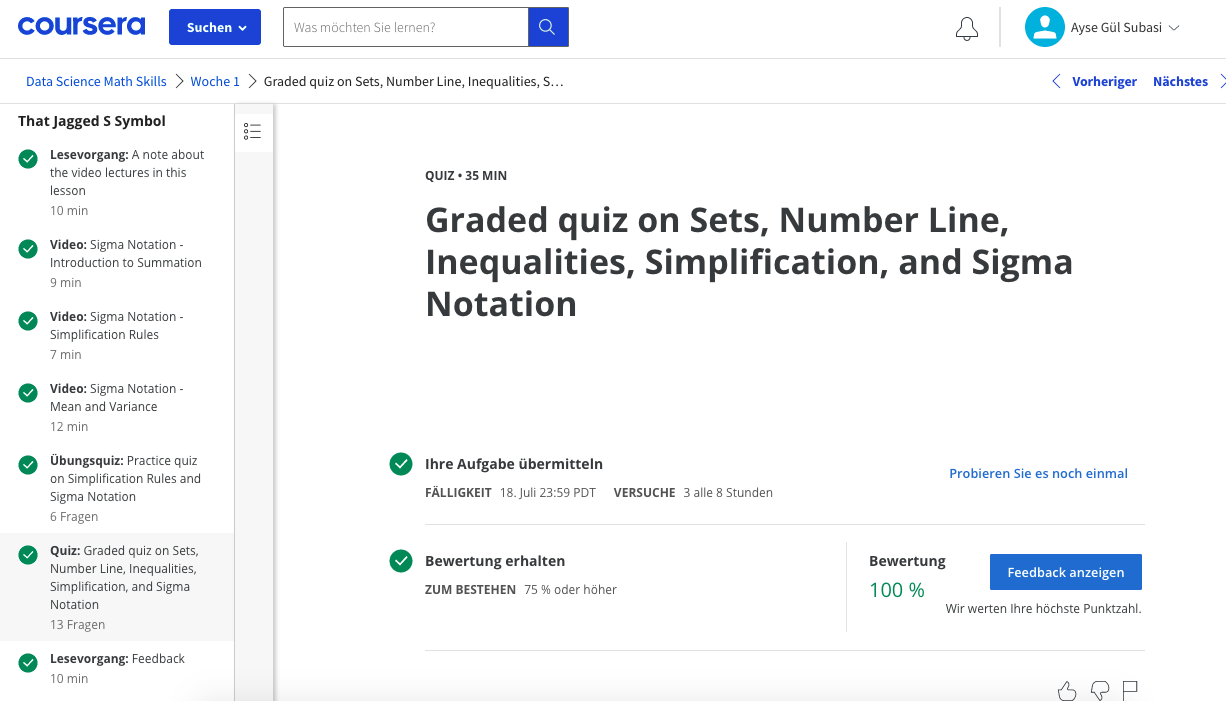 coursera
Suchen
Was möchten Sie lernen?
Ayse Gül Subasi
Data Science Math Skills
Woche 1
Graded quiz on Sets, Number Line, Inequalities, S…
Vorheriger
Nächstes
That Jagged S Symbol
Lesevorgang: A note about
the video lectures in this
lesson
10 min
Video: Sigma Notation -
Introduction to Summation
9 min
Video: Sigma Notation -
Simplification Rules
7 min
Video: Sigma Notation -
Mean and Variance
12 min
Übungsquiz: Practice quiz
on Simplification Rules and
Sigma Notation
6 Fragen
Quiz: Graded quiz on Sets,
Number Line, Inequalities,
Simplification, and Sigma
Notation
13 Fragen
Lesevorgang: Feedback
10 min
QUIZ • 35 MIN
Graded quiz on Sets, Number Line,
Inequalities, Simplification, and Sigma
Notation
Ihre Aufgabe übermitteln
FÄLLIGKEIT 18. Juli 23:59 PDT VERSUCHE 3 alle 8 Stunden
Probieren Sie es noch einmal
Bewertung erhalten
ZUM BESTEHEN 75 % oder höher
Bewertung
100 %
Feedback anzeigen
Wir werten Ihre höchste Punktzahl.